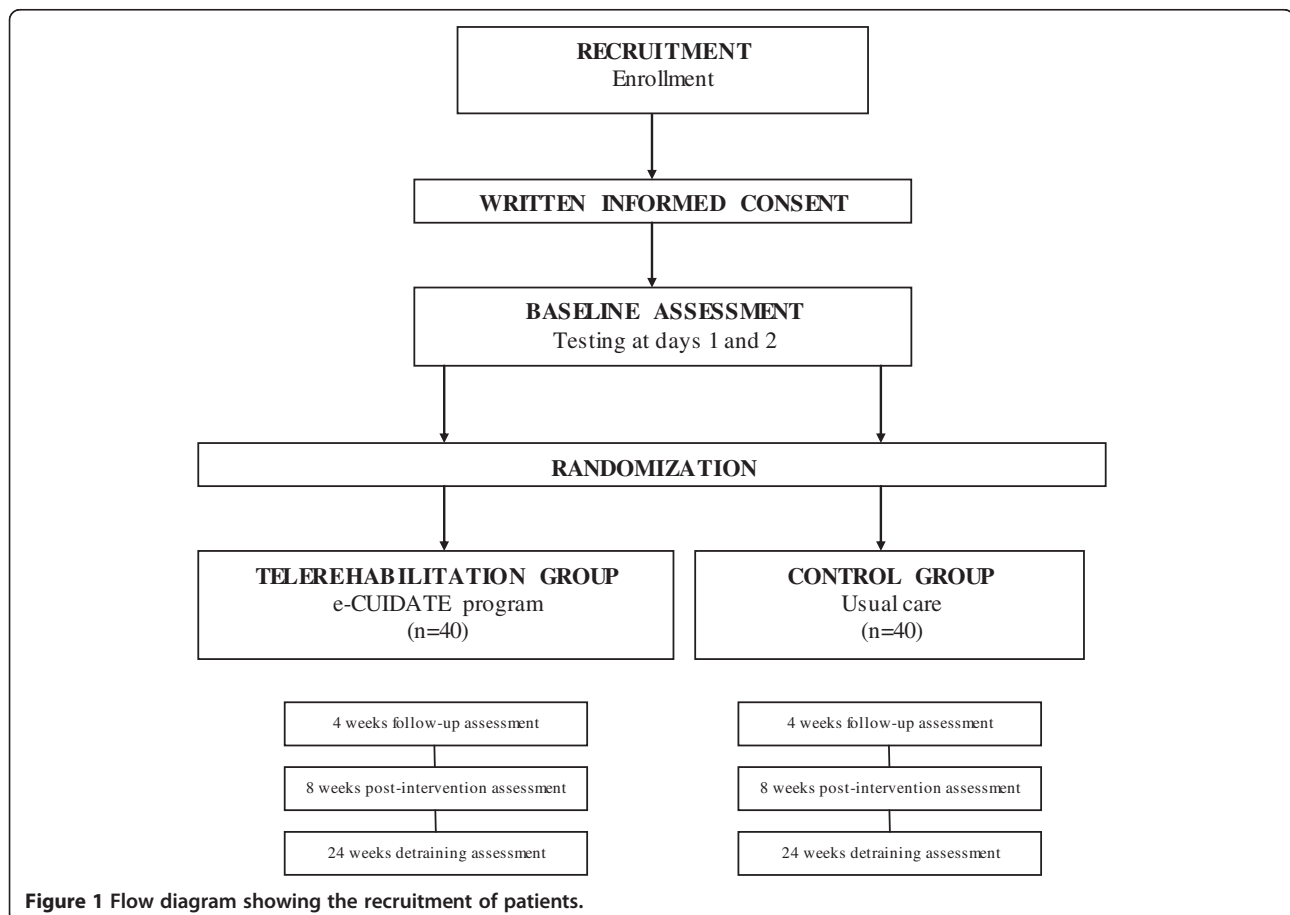 RECRUITMENT
Enrollment
WRITTEN INFORMED CONSENT
BASELINE ASSESSMENT
Testing at days 1 and 2
RANDOMIZATION
TELEREHABILITATION GROUP
e-CUIDATE program
(n=40)
CONTROL GROUP
Usual care
(n=40)
4 weeks follow-up assessment
8 weeks post-intervention assessment
24 weeks detraining assessment
4 weeks follow-up assessment
8 weeks post-intervention assessment
24 weeks detraining assessment
Figure 1 Flow diagram showing the recruitment of patients.